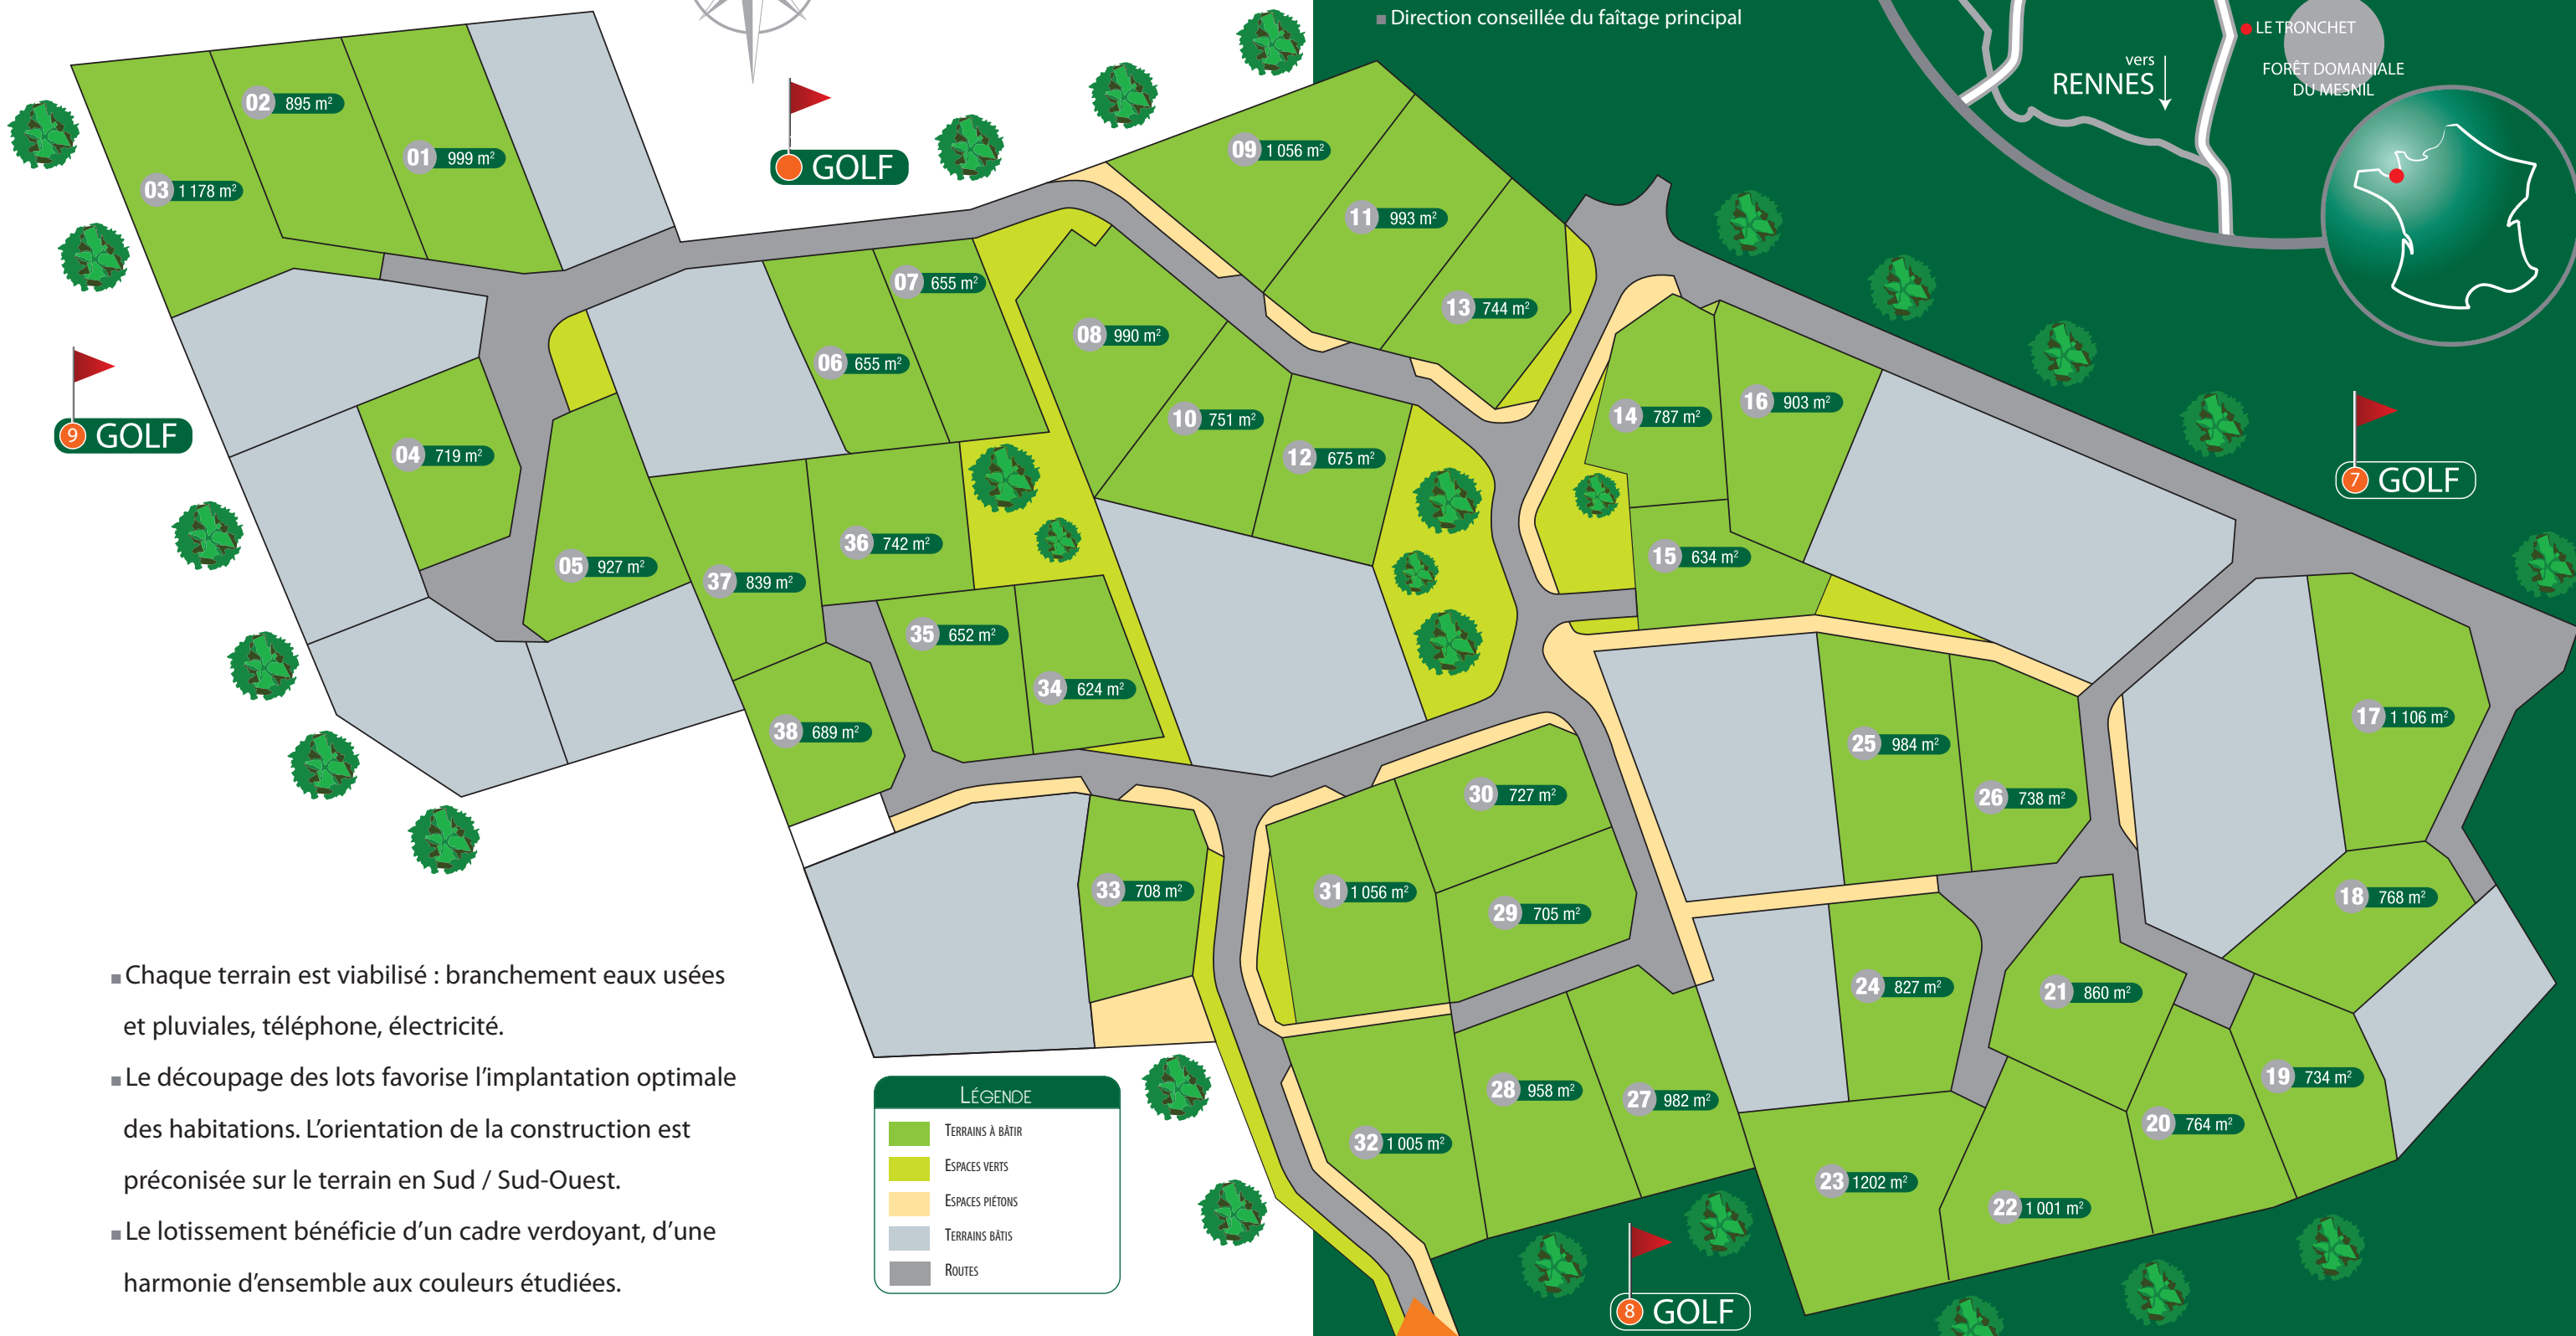 ■ Direction conseillée du faîtage principal
LE TRONCHET
vers
RENNES
FORÊT DOMANIALE
DU MESNIL
02 895 m²
01 999 m²
03 1 178 m²
GOLF
09 1 056 m²
11 993 m²
13 744 m²
07 655 m²
06 655 m²
08 990 m²
10 751 m²
12 675 m²
14 787 m²
16 903 m²
15 634 m²
9 GOLF
7 GOLF
04 719 m²
05 927 m²
37 839 m²
36 742 m²
35 652 m²
34 624 m²
38 689 m²
33 708 m²
30 727 m²
31 1 056 m²
29 705 m²
25 984 m²
26 738 m²
17 1 106 m²
18 768 m²
24 827 m²
21 860 m²
19 734 m²
20 764 m²
28 958 m²
27 982 m²
32 1 005 m²
23 1202 m²
22 1 001 m²
8 GOLF
■ Chaque terrain est viabilisé : branchement eaux usées
et pluviales, téléphone, électricité.
■ Le découpage des lots favorise l’implantation optimale
des habitations. L’orientation de la construction est
préconisée sur le terrain en Sud / Sud-Ouest.
■ Le lotissement bénéficie d’un cadre verdoyant, d’une
harmonie d’ensemble aux couleurs étudiées.
LÉGENDE
TERRAINS À BÂTIR
ESPACES VERTS
ESPACES PIÉTONS
TERRAINS BÂTIS
ROUTES